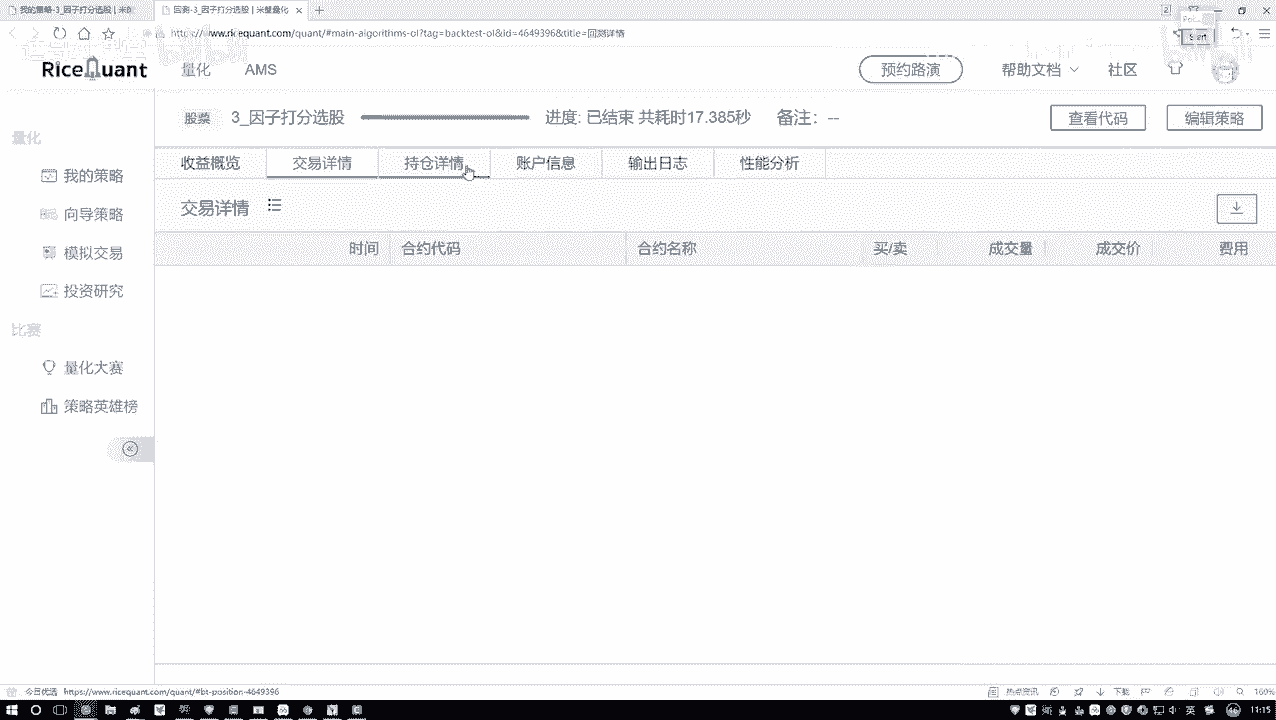 我的策略-3_因子打分选股 | 米
回测-3_因子打分选股 | 米筐量化
https://www.ricequant.com/quant/#main-algorithms-ol?tag=backtest-ol&id=4649396&title=回测详情
RiceQuant 量化 AMS 预约路演 帮助文档 社区
股票 3_因子打分选股 进度: 已结束 共耗时17.385秒 备注: -- 查看代码 编辑策略
量化
我的策略
向导策略
模拟交易
投资研究
比赛
量化大赛
策略英雄榜
收益概览 交易详情 持仓详情 账户信息 输出日志 性能分析
交易详情
时间 合约代码 合约名称 买/卖 成交量 成交价 费用
今日优选 https://www.ricequant.com/quant/#bt-position-4649396 热点资讯 下载 160%
英 11:15